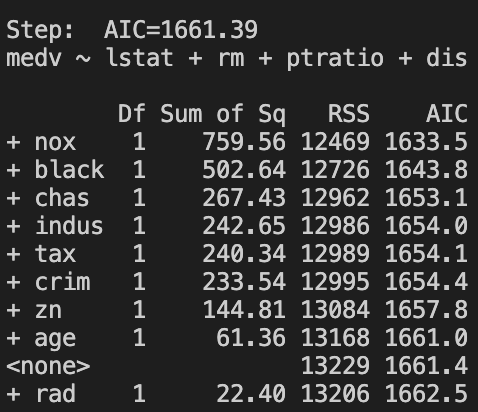 Step:  AIC=1661.39
medv ~ lstat + rm + ptratio + dis
        Df Sum of Sq   RSS    AIC
+ nox    1    759.56 12469 1633.5
+ black  1    502.64 12726 1643.8
+ chas   1    267.43 12962 1653.1
+ indus  1    242.65 12986 1654.0
+ tax    1    240.34 12989 1654.1
+ crim   1    233.54 12995 1654.4
+ zn     1    144.81 13084 1657.8
+ age    1     61.36 13168 1661.0
<none>               13229 1661.4
+ rad    1     22.40 13206 1662.5